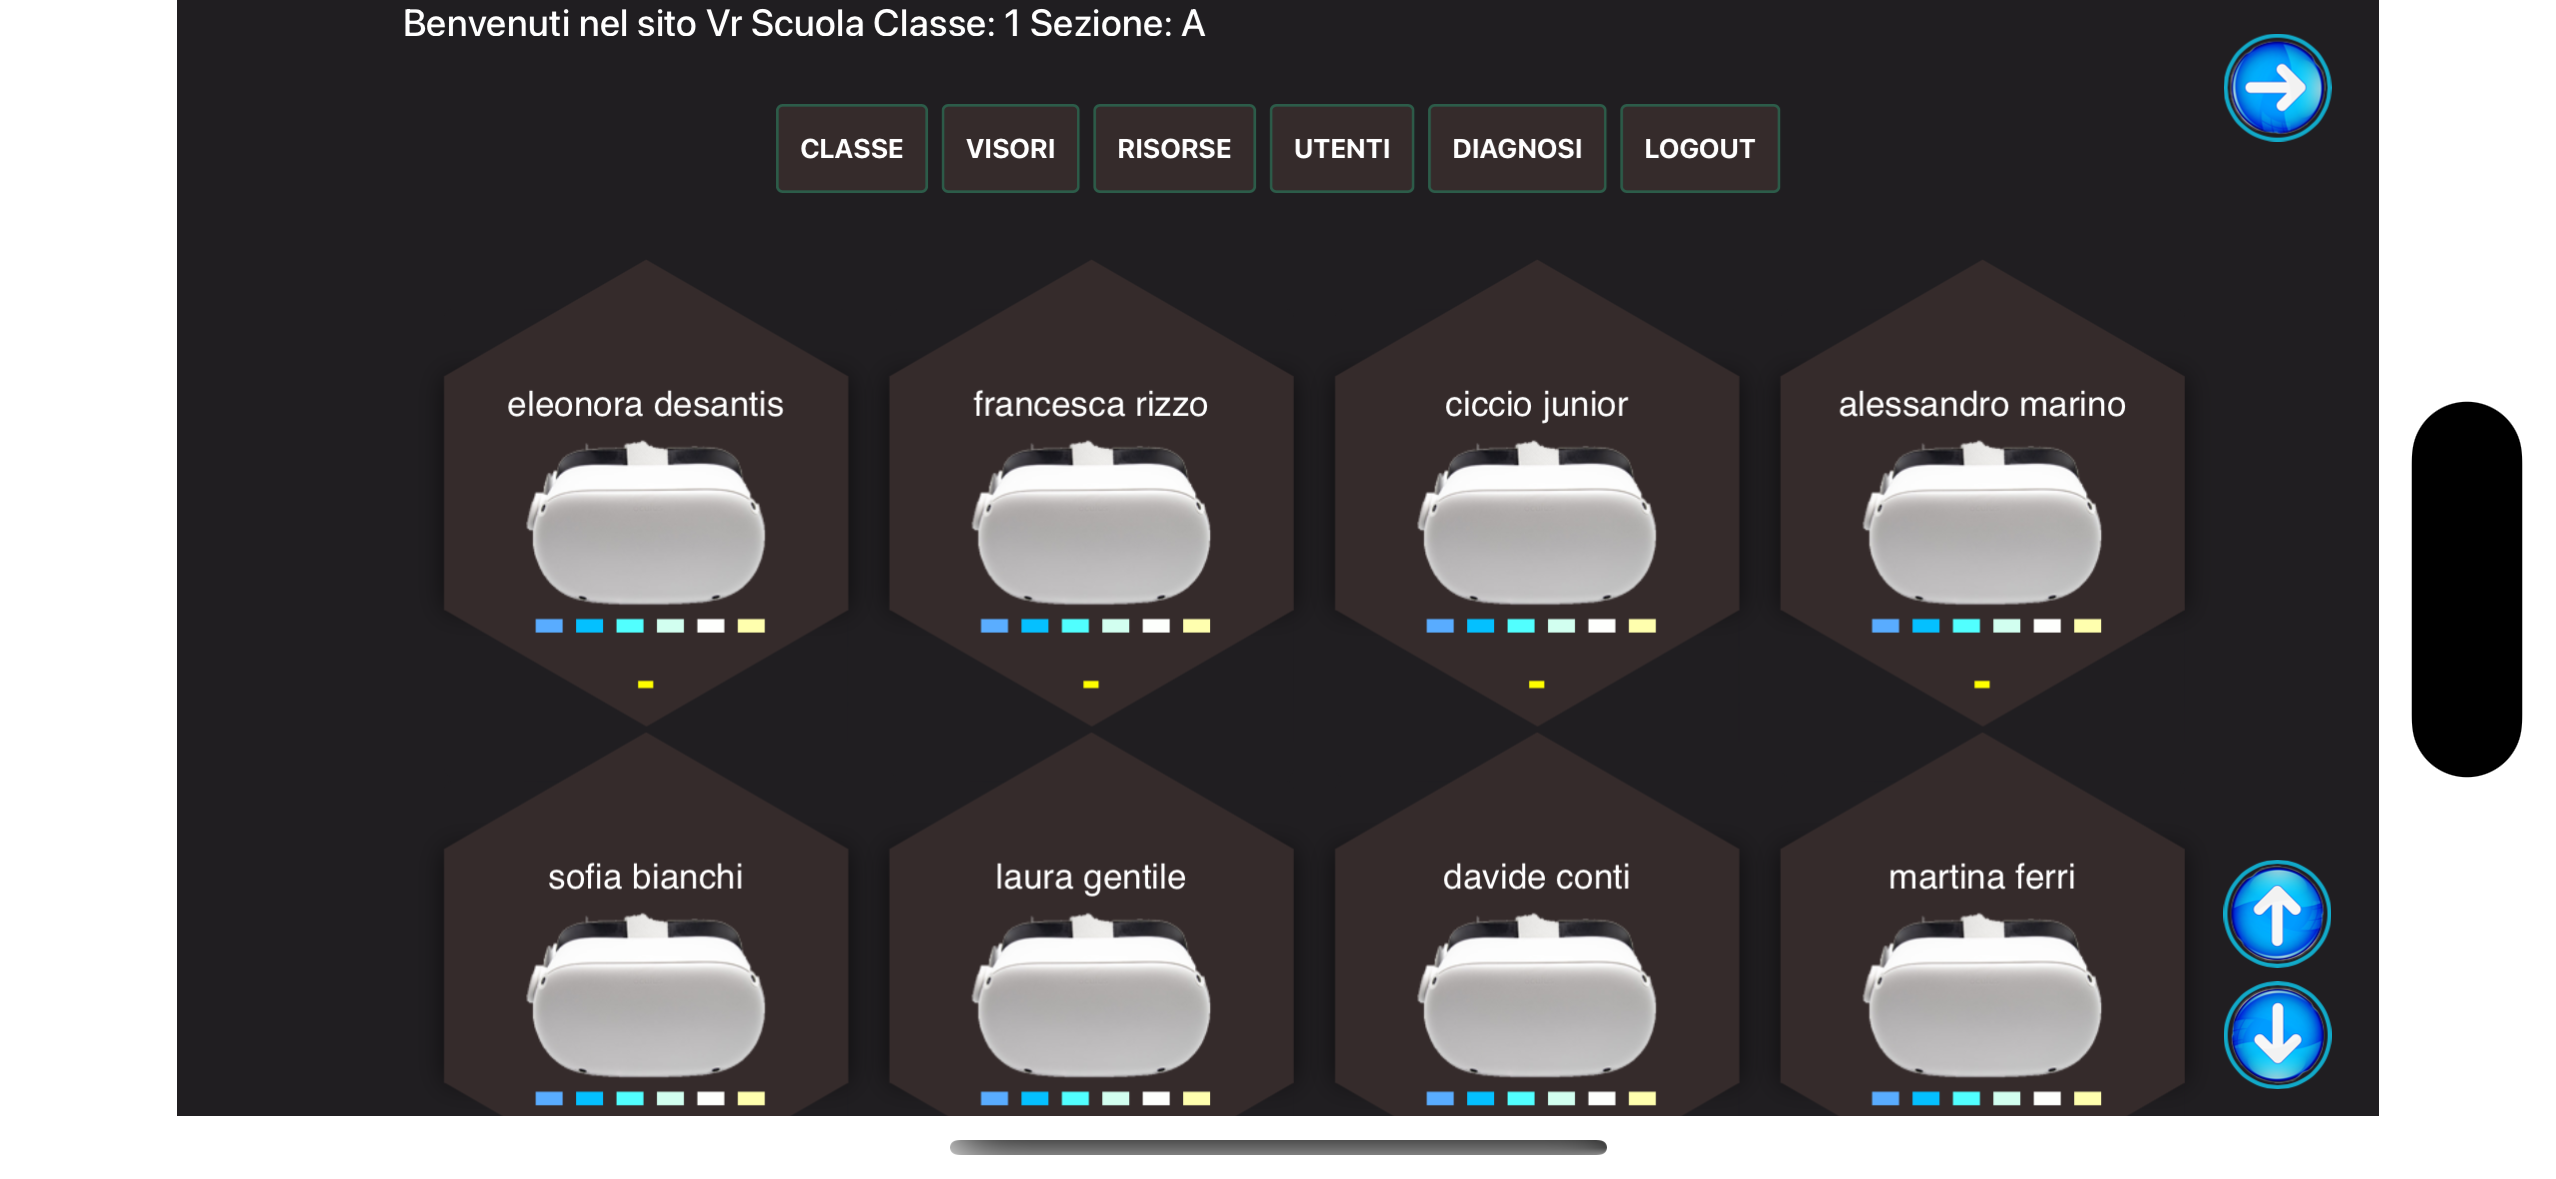 Benvenuti nel sito Vr Scuola Classe: 1 Sezione: A
CLASSE VISORI RISORSE UTENTI DIAGNOSI LOGOUT
eleonora desantis francesca rizzo ciccio junior alessandro marino
- - - -
sofia bianchi laura gentile davide conti martina ferri